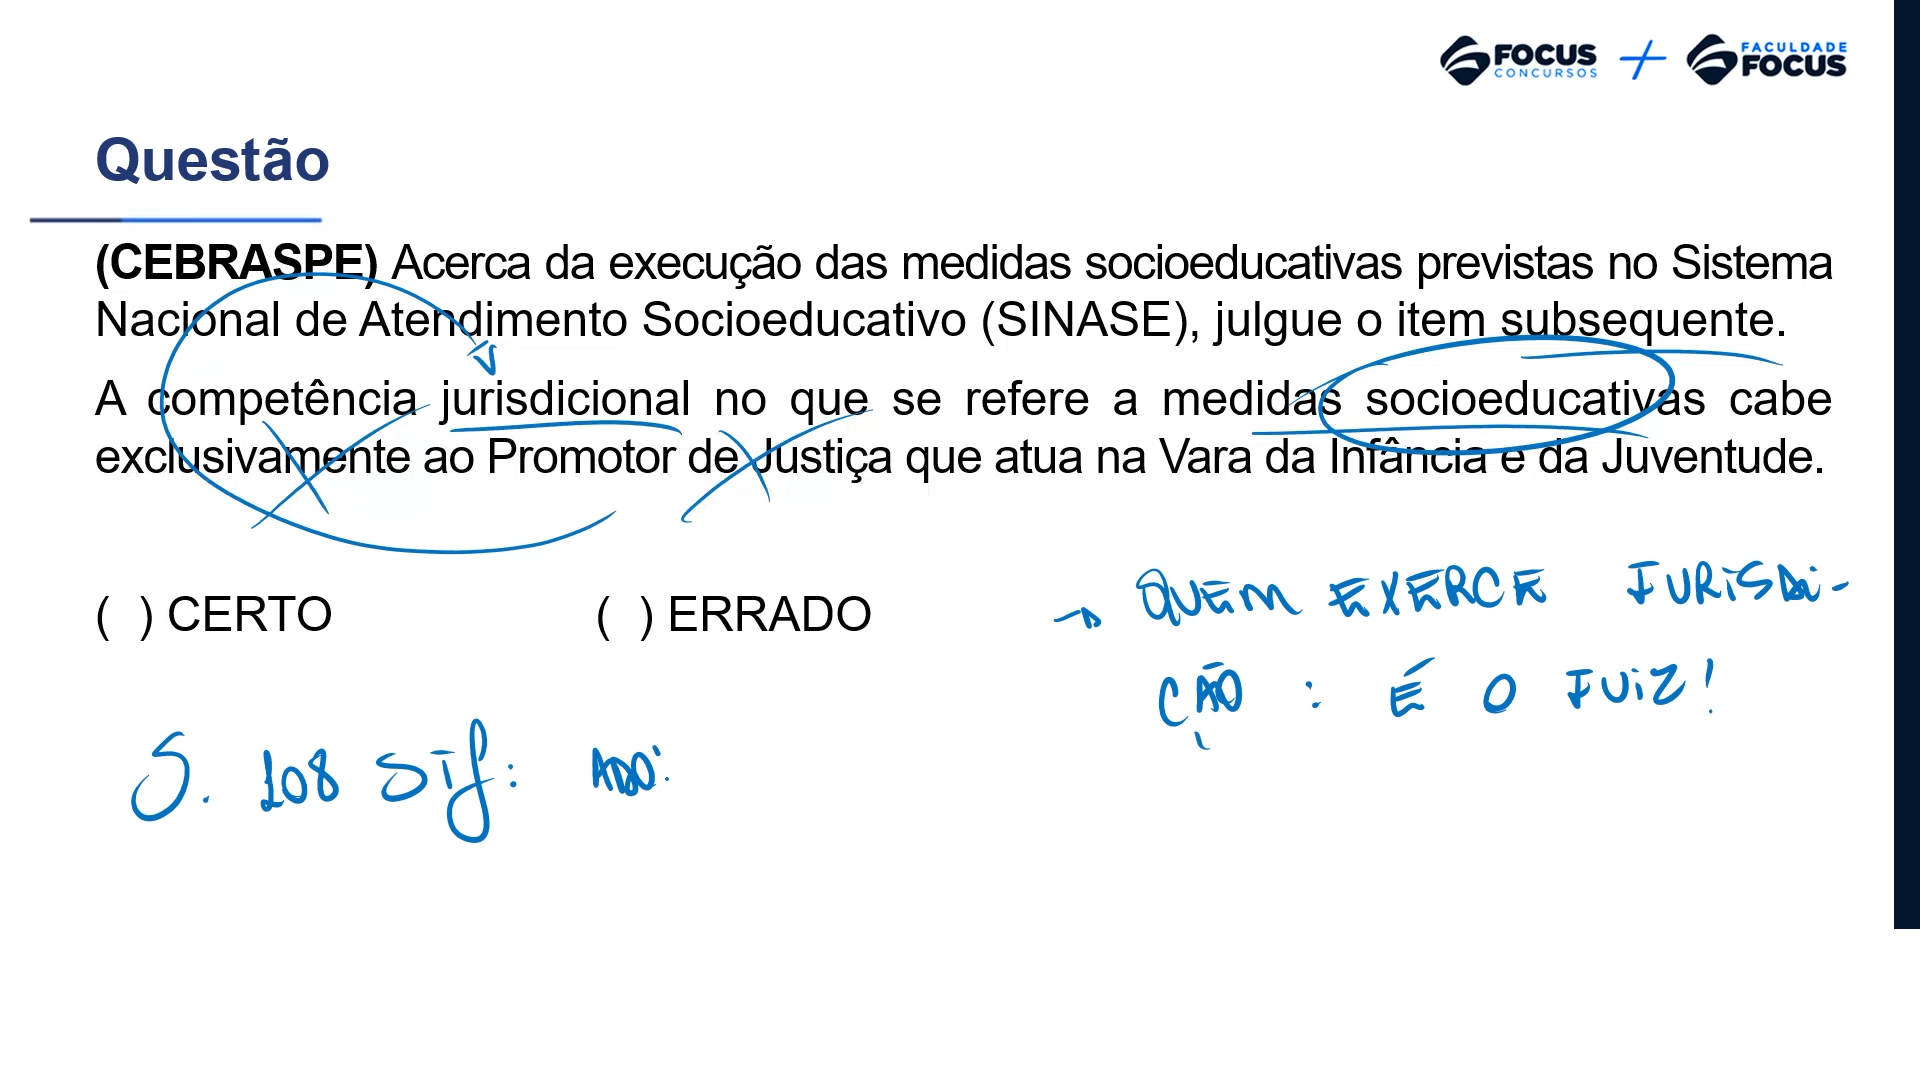 FOCUS CONCURSOS + FACULDADE FOCUS
Questão
(CEBRASPE) Acerca da execução das medidas socioeducativas previstas no Sistema
Nacional de Atendimento Socioeducativo (SINASE), julgue o item subsequente.
A competência jurisdicional no que se refere a medidas socioeducativas cabe
exclusivamente ao Promotor de Justiça que atua na Vara da Infância e da Juventude.
( ) CERTO ( ) ERRADO
→ QUEM EXERCE JURISDI-
ÇÃO : É O JUIZ!
S. 108 STJ: